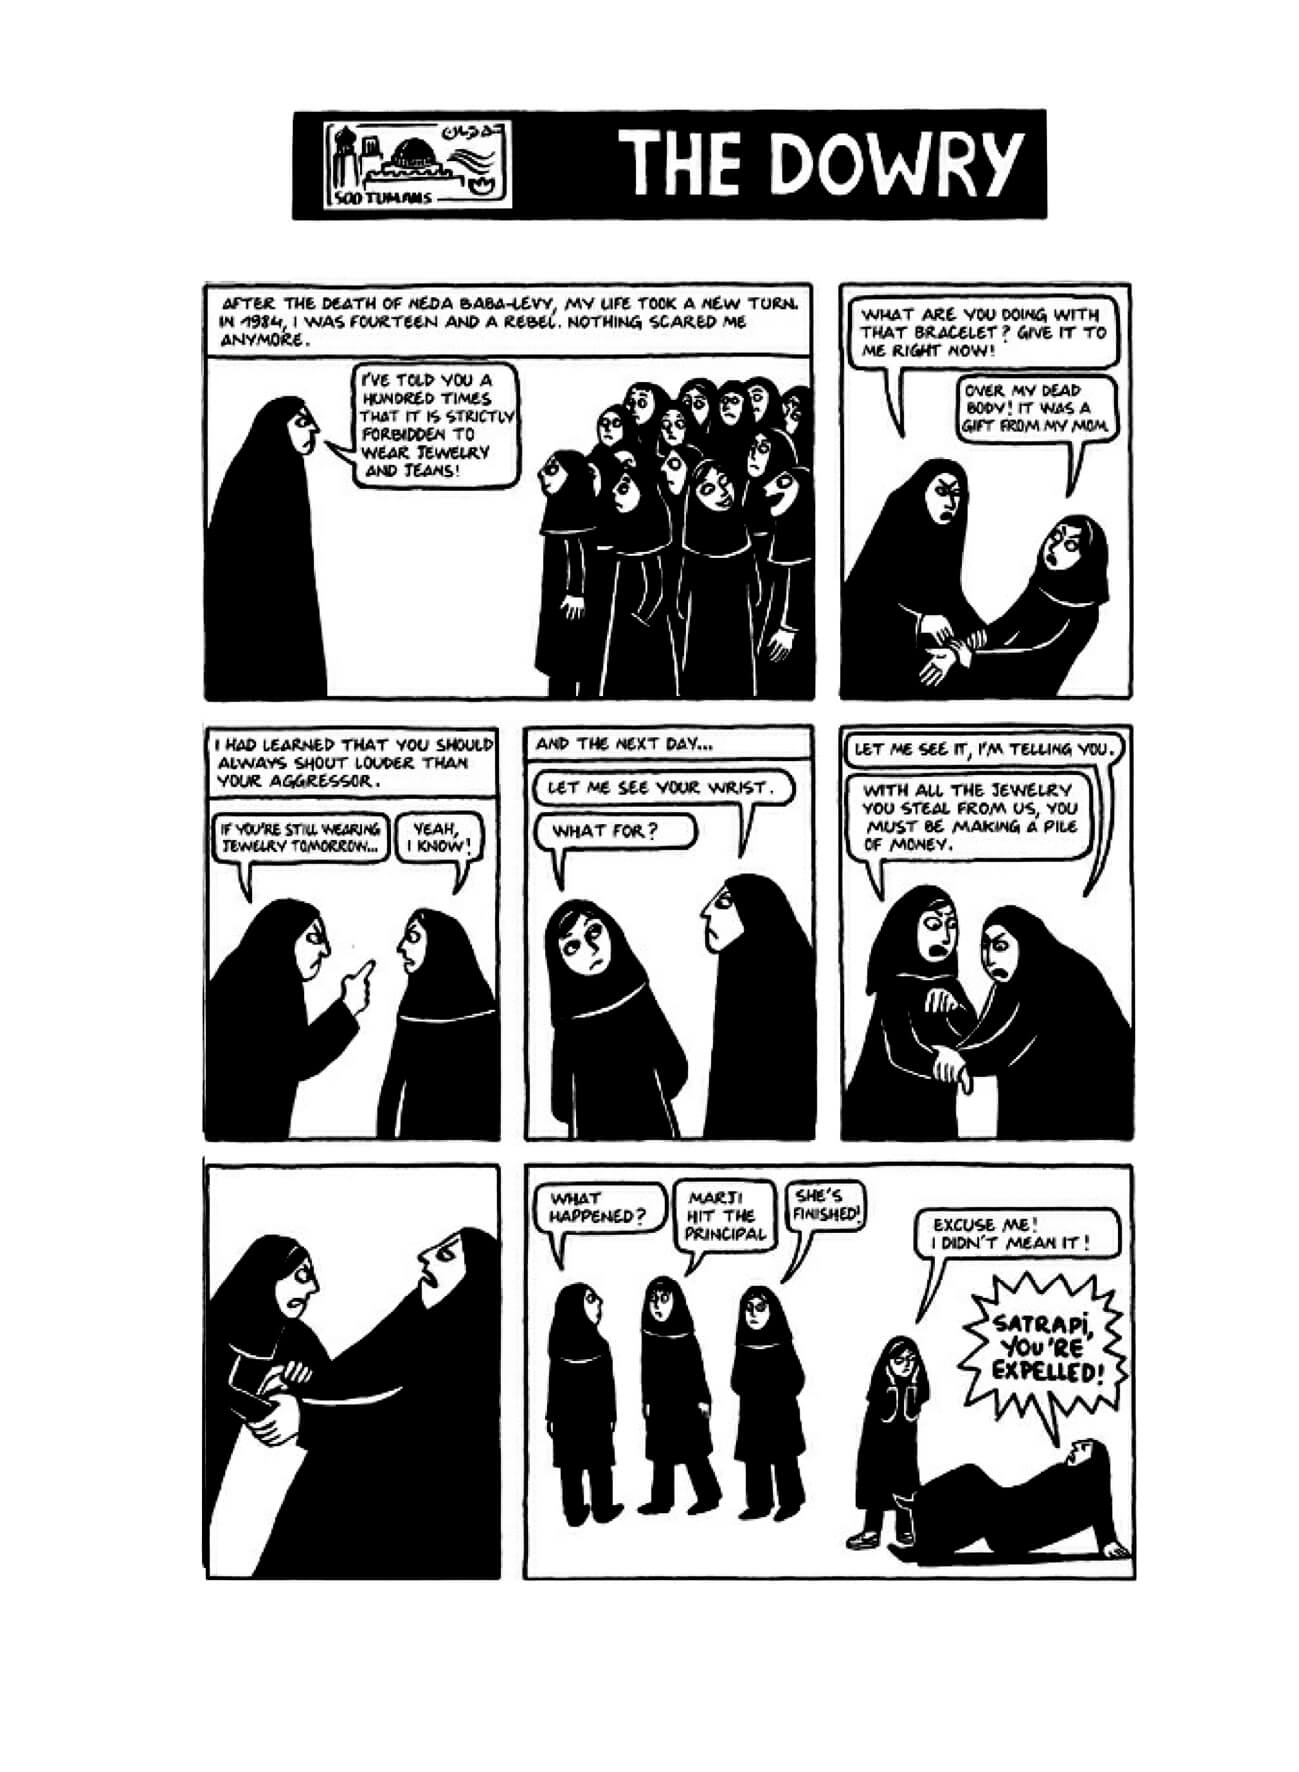 500 TUMANS
THE DOWRY
AFTER THE DEATH OF NEDA BABA-LEVY, MY LIFE TOOK A NEW TURN.
IN 1984, I WAS FOURTEEN AND A REBEL. NOTHING SCARED ME
ANYMORE.
I'VE TOLD YOU A
HUNDRED TIMES
THAT IT IS STRICTLY
FORBIDDEN TO
WEAR JEWELRY
AND JEANS!
WHAT ARE YOU DOING WITH
THAT BRACELET? GIVE IT TO
ME RIGHT NOW!
OVER MY DEAD
BODY! IT WAS A
GIFT FROM MY MOM
I HAD LEARNED THAT YOU SHOULD
ALWAYS SHOUT LOUDER THAN
YOUR AGGRESSOR.
IF YOU'RE STILL WEARING
JEWELRY TOMORROW...
YEAH,
I KNOW!
AND THE NEXT DAY...
LET ME SEE YOUR WRIST.
WHAT FOR?
LET ME SEE IT, I'M TELLING YOU.
WITH ALL THE JEWELRY
YOU STEAL FROM US, YOU
MUST BE MAKING A PILE
OF MONEY.
WHAT
HAPPENED?
MARJI
HIT THE
PRINCIPAL
SHE'S
FINISHED!
EXCUSE ME!
I DIDN'T MEAN IT!
SATRAPI,
YOU'RE
EXPELLED!